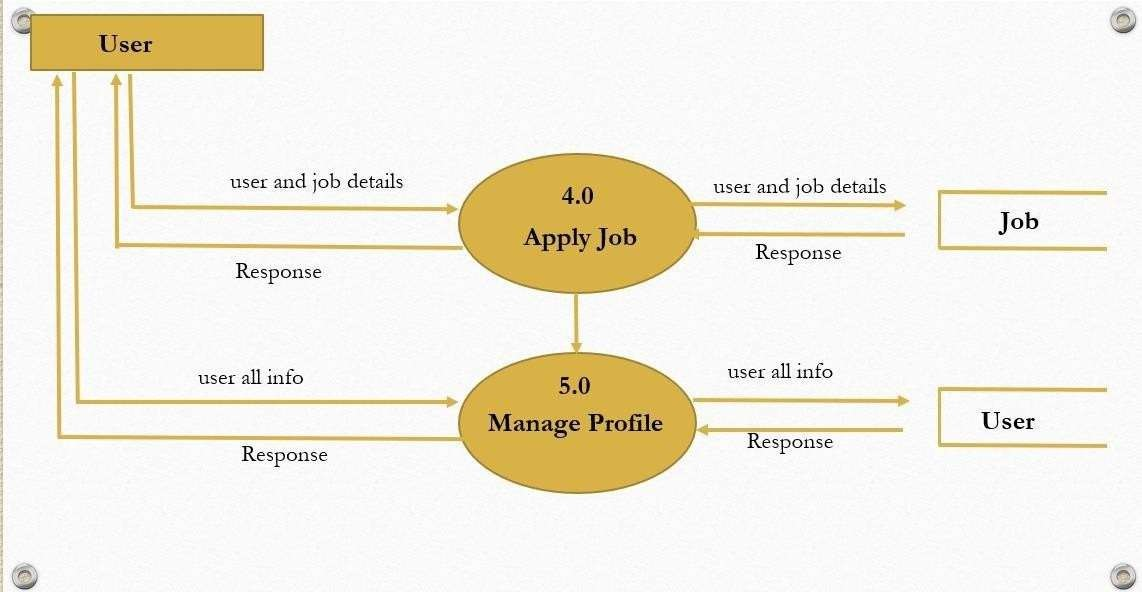 User
user and job details
4.0
Apply Job
user and job details
Job
Response
Response
user all info
5.0
Manage Profile
user all info
User
Response
Response